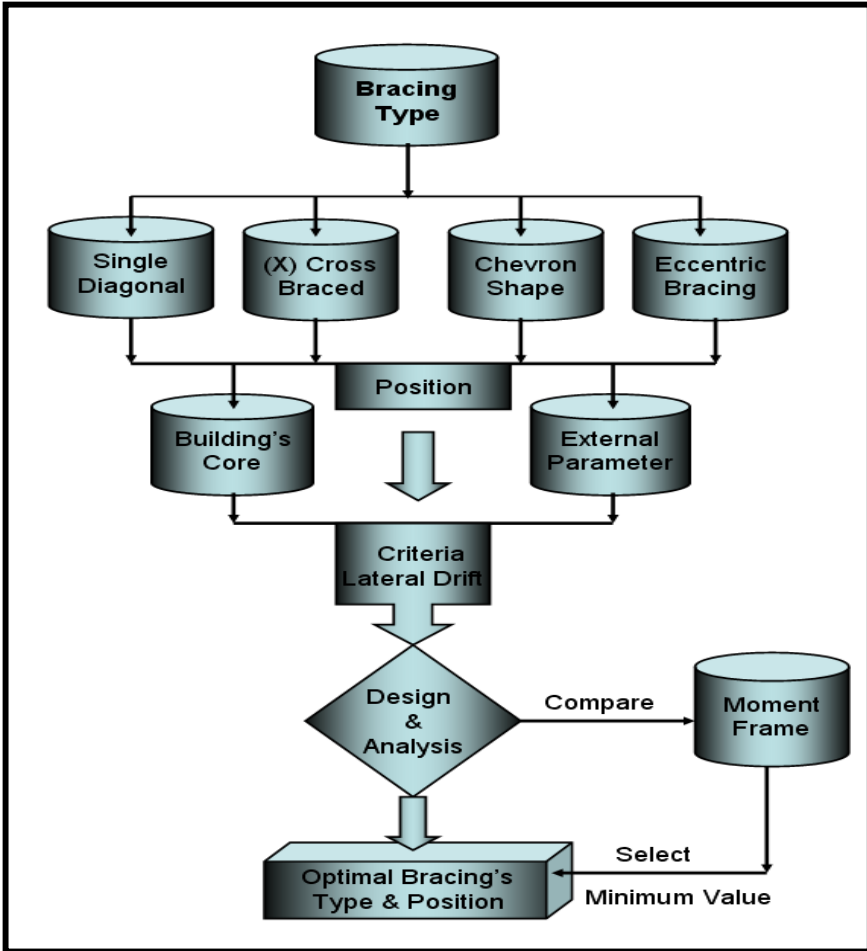 Bracing
Type
Single
Diagonal
(X) Cross
Braced
Chevron
Shape
Eccentric
Bracing
Position
Building's
Core
External
Parameter
Criteria
Lateral Drift
Design
&
Analysis
Compare
Moment
Frame
Select
Minimum Value
Optimal Bracing's
Type & Position